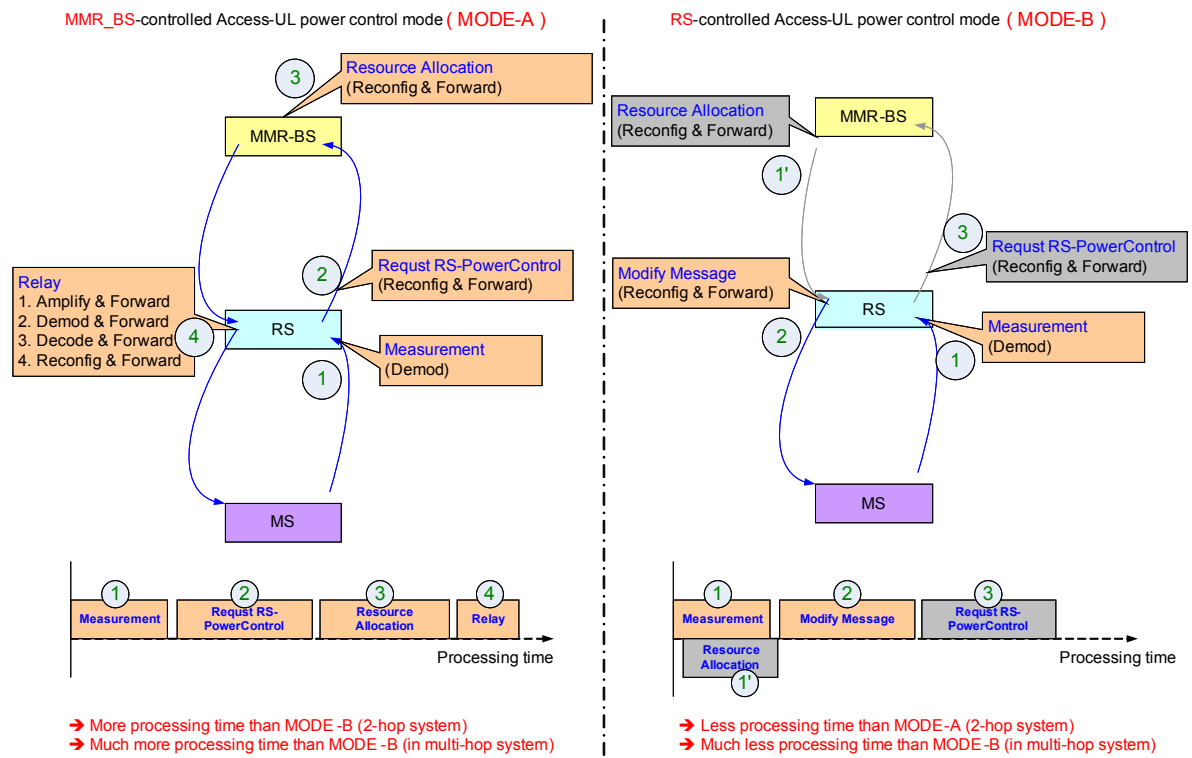 MMR_BS-controlled Access-UL power control mode ( MODE-A )
3
Resource Allocation
(Reconfig & Forward)
MMR-BS
2
Requst RS-PowerControl
(Reconfig & Forward)
Relay
1. Amplify & Forward
2. Demod & Forward
3. Decode & Forward
4. Reconfig & Forward
4
RS
Measurement
(Demod)
1
MS
1
2
3
4
Measurement
Requst RS-
PowerControl
Resource
Allocation
Relay
Processing time
➔ More processing time than MODE -B (2-hop system)
➔ Much more processing time than MODE -B (in multi-hop system)
RS-controlled Access-UL power control mode ( MODE-B )
Resource Allocation
(Reconfig & Forward)
MMR-BS
1'
3
Requst RS-PowerControl
(Reconfig & Forward)
Modify Message
(Reconfig & Forward)
RS
2
Measurement
(Demod)
1
MS
1
2
3
Measurement
Modify Message
Requst RS-
PowerControl
Resource
Allocation
1'
Processing time
➔ Less processing time than MODE-A (2-hop system)
➔ Much less processing time than MODE-B (in multi-hop system)